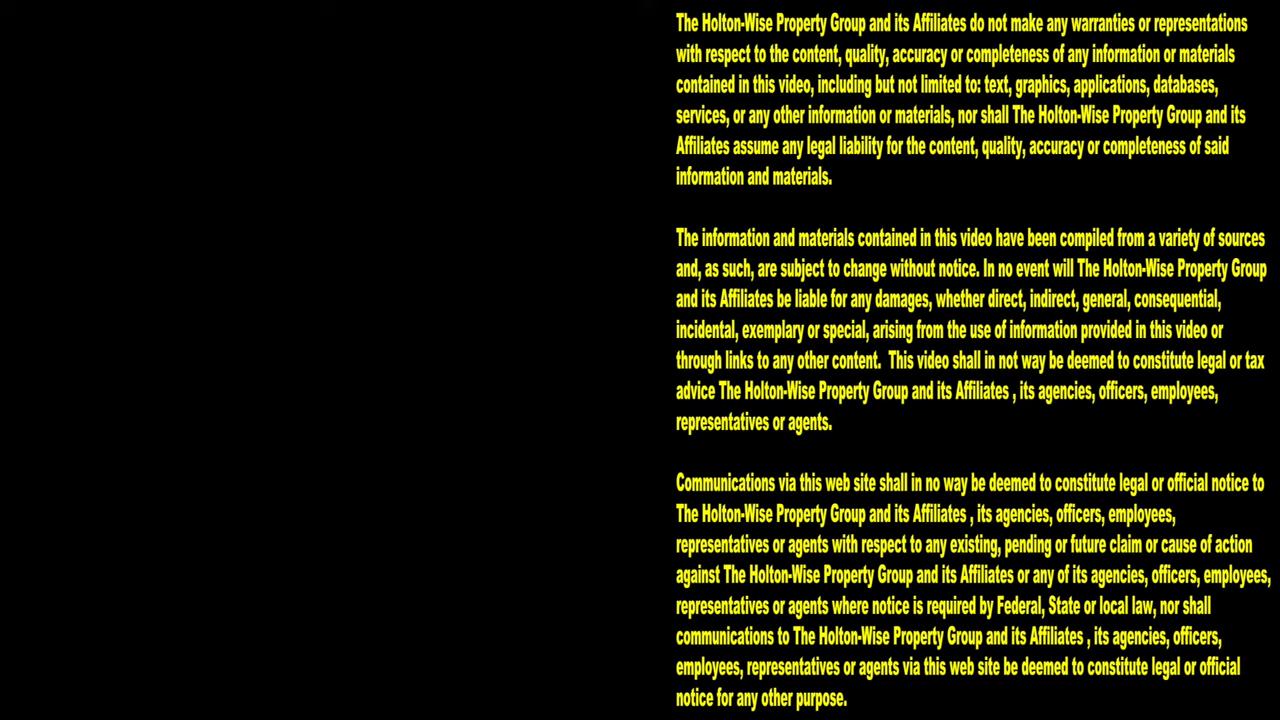 The Holton-Wise Property Group and its Affiliates do not make any warranties or representations
with respect to the content, quality, accuracy or completeness of any information or materials
contained in this video, including but not limited to: text, graphics, applications, databases,
services, or any other information or materials, nor shall The Holton-Wise Property Group and its
Affiliates assume any legal liability for the content, quality, accuracy or completeness of said
information and materials.
The information and materials contained in this video have been compiled from a variety of sources
and, as such, are subject to change without notice. In no event will The Holton-Wise Property Group
and its Affiliates be liable for any damages, whether direct, indirect, general, consequential,
incidental, exemplary or special, arising from the use of information provided in this video or
through links to any other content.  This video shall in not way be deemed to constitute legal or tax
advice The Holton-Wise Property Group and its Affiliates , its agencies, officers, employees,
representatives or agents.
Communications via this web site shall in no way be deemed to constitute legal or official notice to
The Holton-Wise Property Group and its Affiliates , its agencies, officers, employees,
representatives or agents with respect to any existing, pending or future claim or cause of action
against The Holton-Wise Property Group and its Affiliates or any of its agencies, officers, employees,
representatives or agents where notice is required by Federal, State or local law, nor shall
communications to The Holton-Wise Property Group and its Affiliates , its agencies, officers,
employees, representatives or agents via this web site be deemed to constitute legal or official
notice for any other purpose.